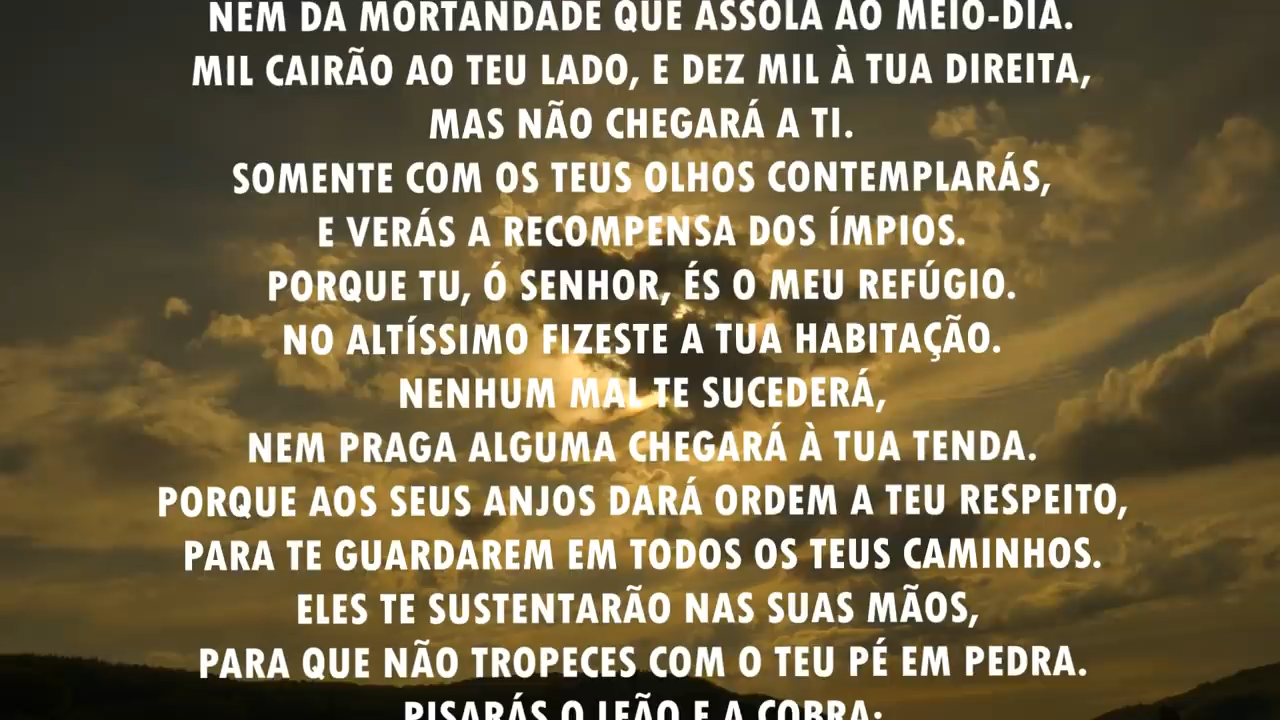 NEM DA MORTANDADE QUE ASSOLA AO MEIO-DIA.
MIL CAIRÃO AO TEU LADO, E DEZ MIL À TUA DIREITA,
MAS NÃO CHEGARÁ A TI.
SOMENTE COM OS TEUS OLHOS CONTEMPLARÁS,
E VERÁS A RECOMPENSA DOS ÍMPIOS.
PORQUE TU, Ó SENHOR, ÉS O MEU REFÚGIO.
NO ALTÍSSIMO FIZESTE A TUA HABITAÇÃO.
NENHUM MAL TE SUCEDERÁ,
NEM PRAGA ALGUMA CHEGARÁ À TUA TENDA.
PORQUE AOS SEUS ANJOS DARÁ ORDEM A TEU RESPEITO,
PARA TE GUARDAREM EM TODOS OS TEUS CAMINHOS.
ELES TE SUSTENTARÃO NAS SUAS MÃOS,
PARA QUE NÃO TROPECES COM O TEU PÉ EM PEDRA.
PISARÁS O LEÃO E A COBRA;